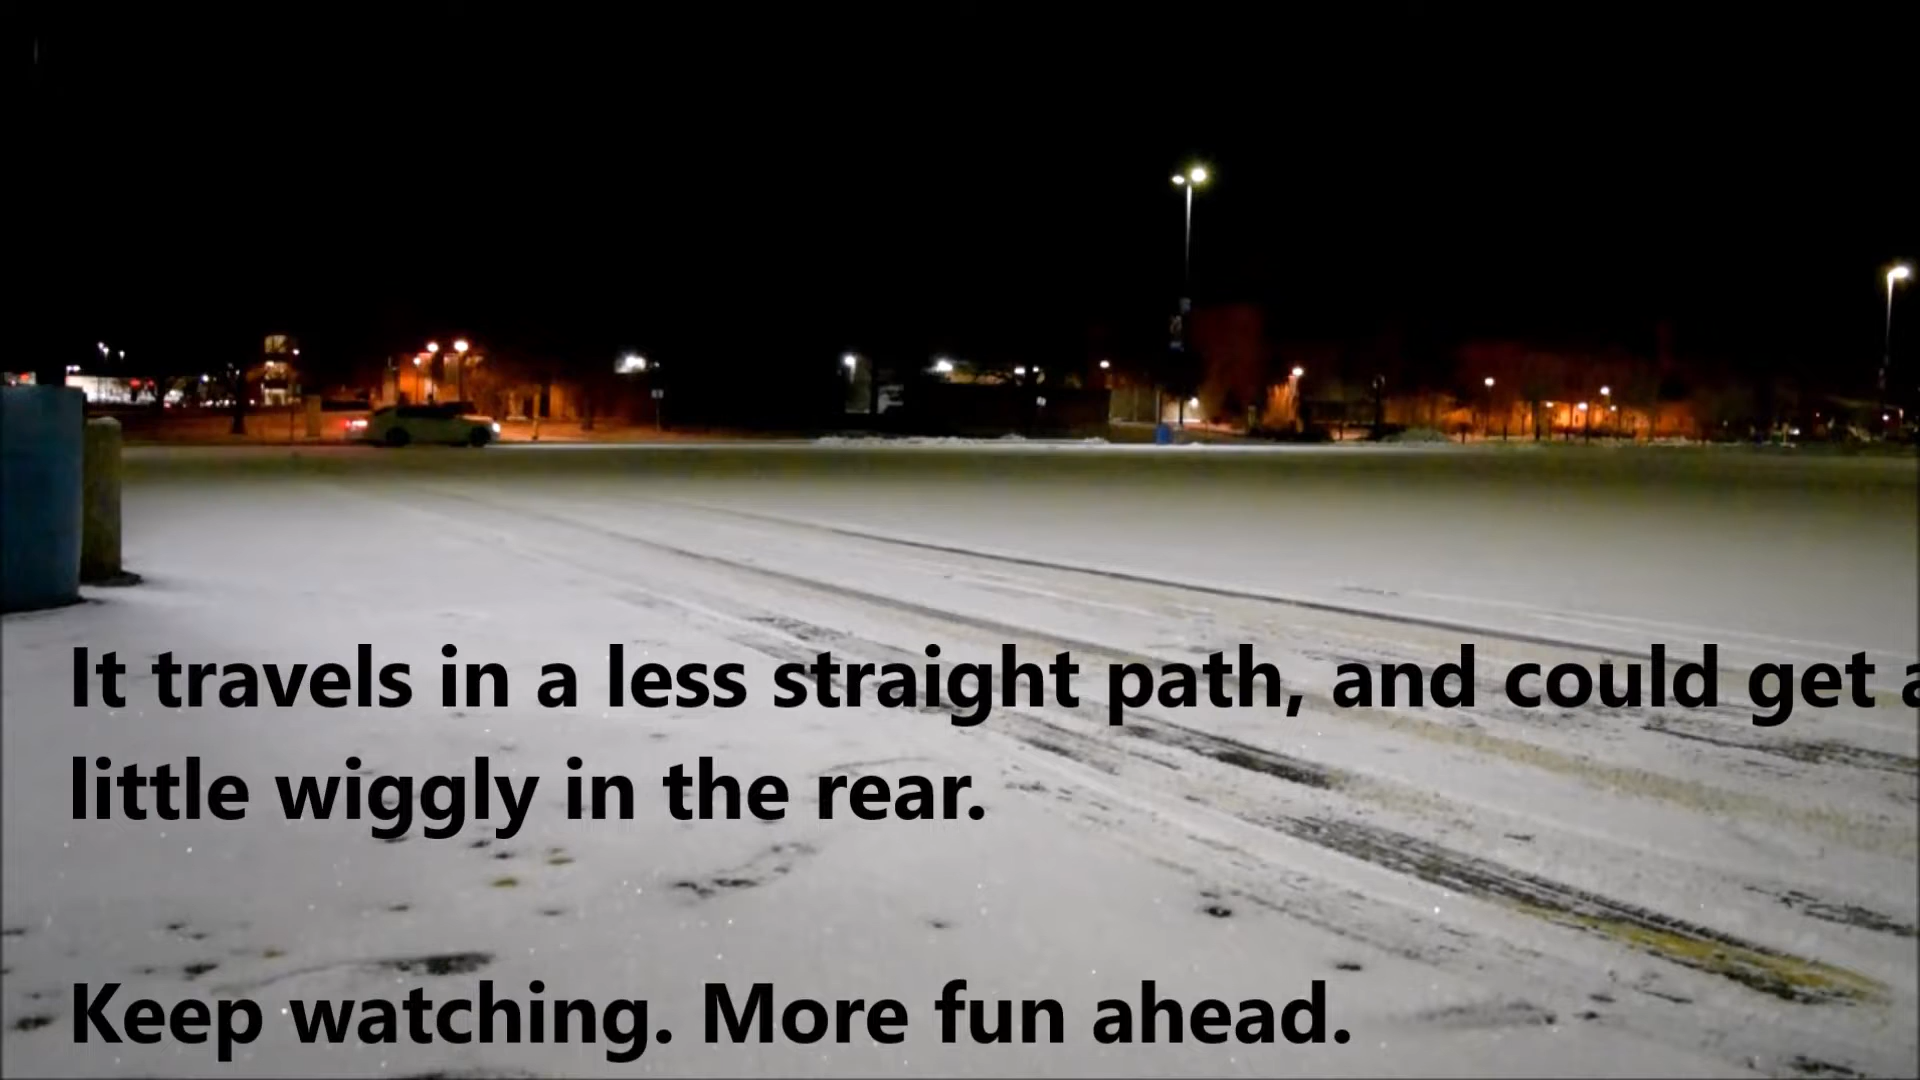 It travels in a less straight path, and could get a
little wiggly in the rear.
Keep watching. More fun ahead.